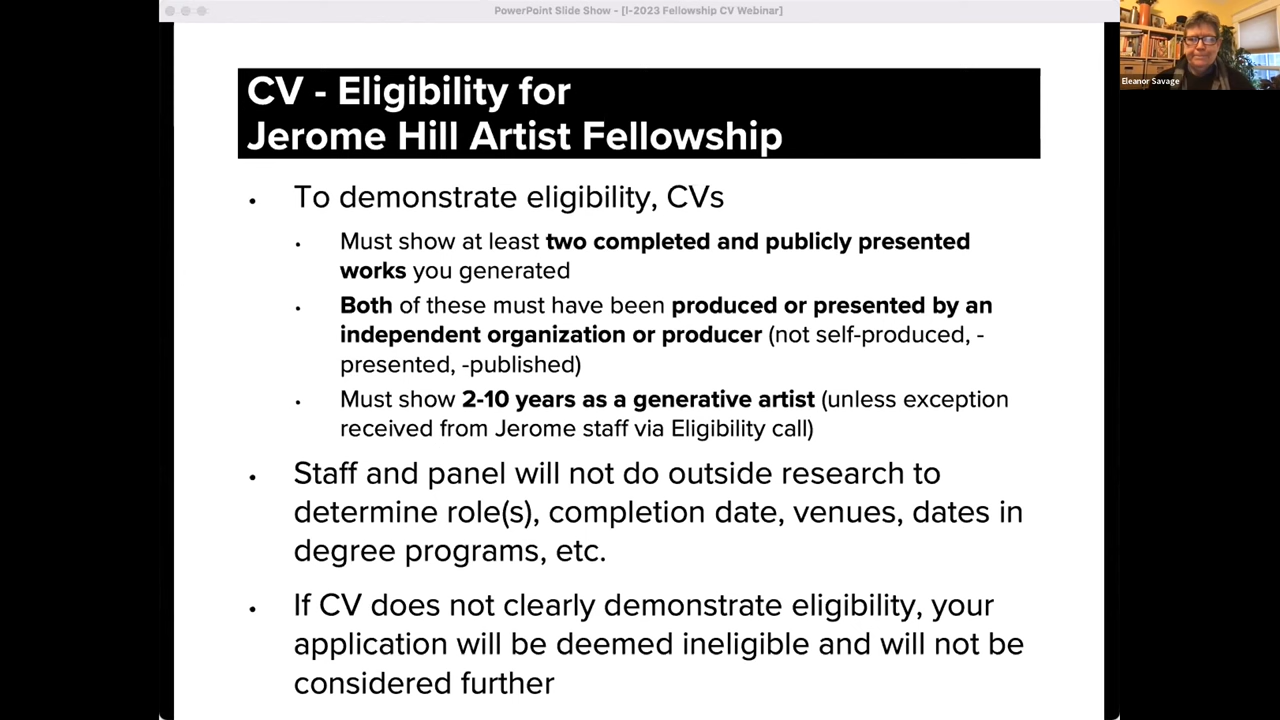 PowerPoint Slide Show - [I-2023 Fellowship CV Webinar]
Eleanor Savage
CV - Eligibility for
Jerome Hill Artist Fellowship
• To demonstrate eligibility, CVs
• Must show at least two completed and publicly presented
works you generated
• Both of these must have been produced or presented by an
independent organization or producer (not self-produced, -
presented, -published)
• Must show 2-10 years as a generative artist (unless exception
received from Jerome staff via Eligibility call)
• Staff and panel will not do outside research to
determine role(s), completion date, venues, dates in
degree programs, etc.
• If CV does not clearly demonstrate eligibility, your
application will be deemed ineligible and will not be
considered further